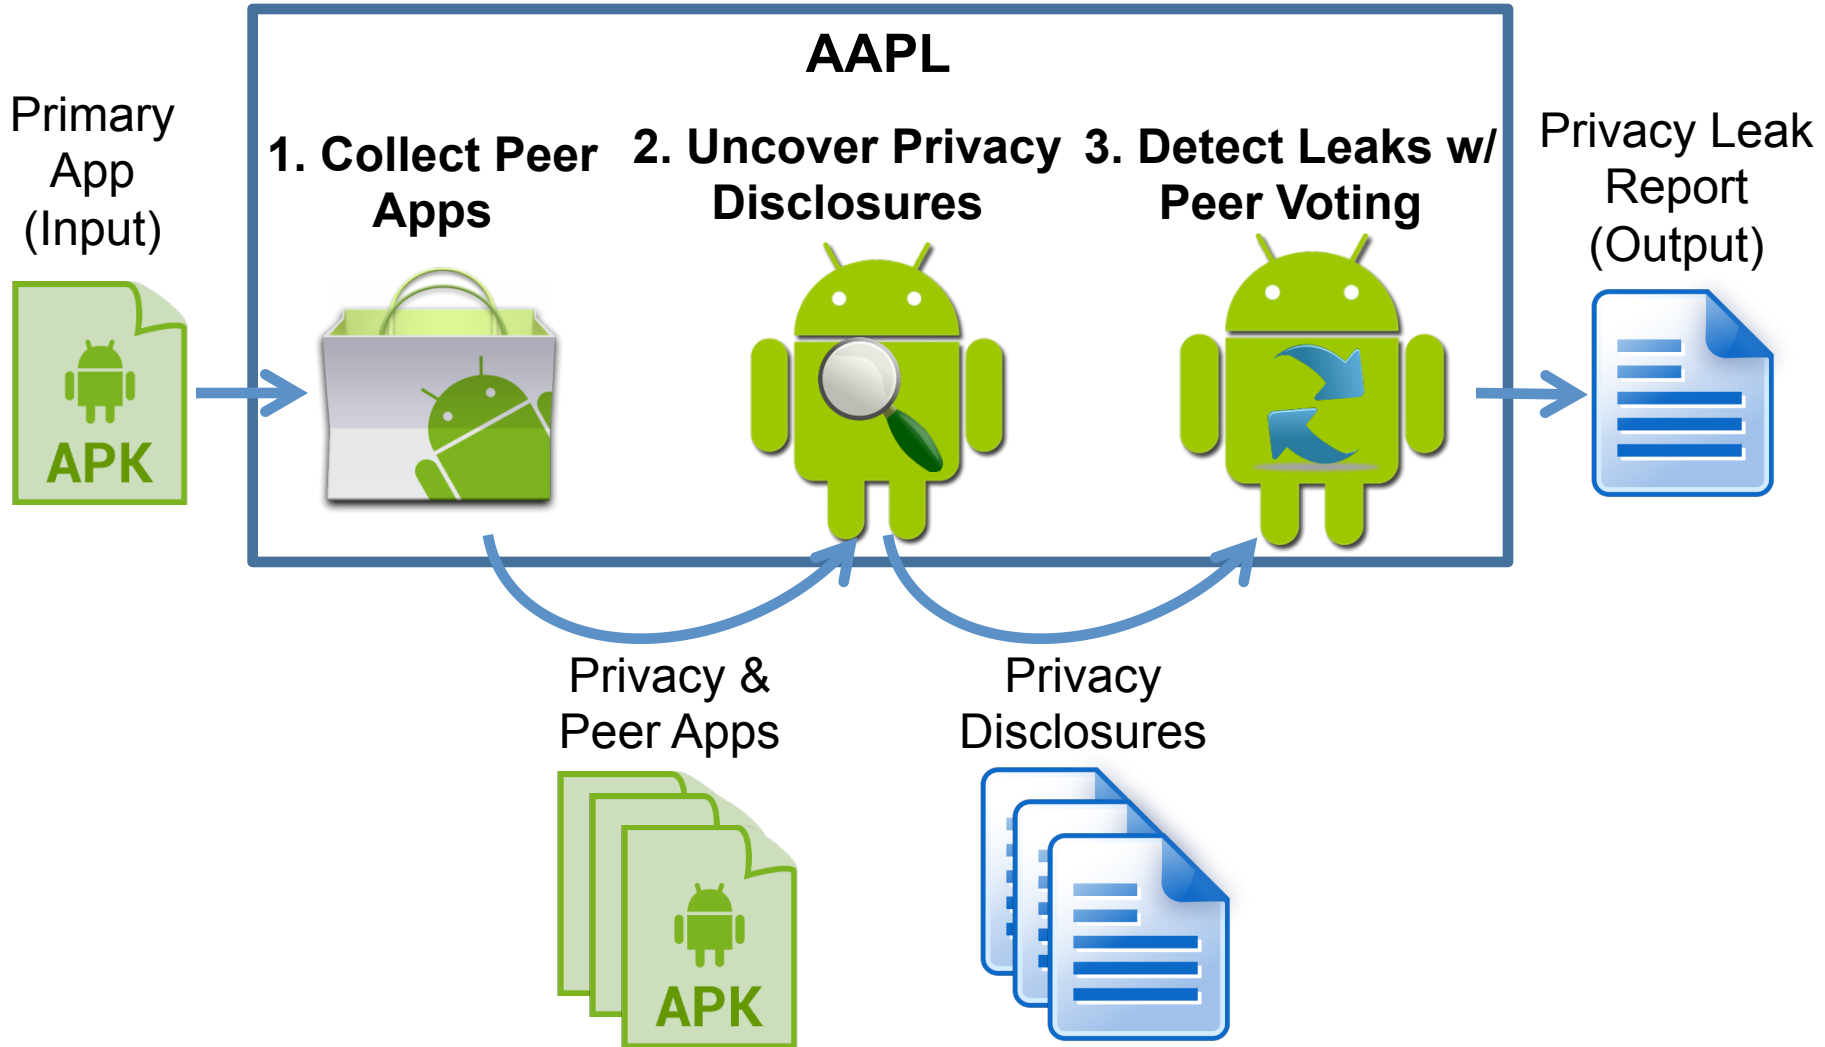 AAPL
Primary
App
(Input)
APK
1. Collect Peer
Apps
2. Uncover Privacy
Disclosures
3. Detect Leaks w/
Peer Voting
Privacy Leak
Report
(Output)
Privacy &
Peer Apps
APK
Privacy
Disclosures